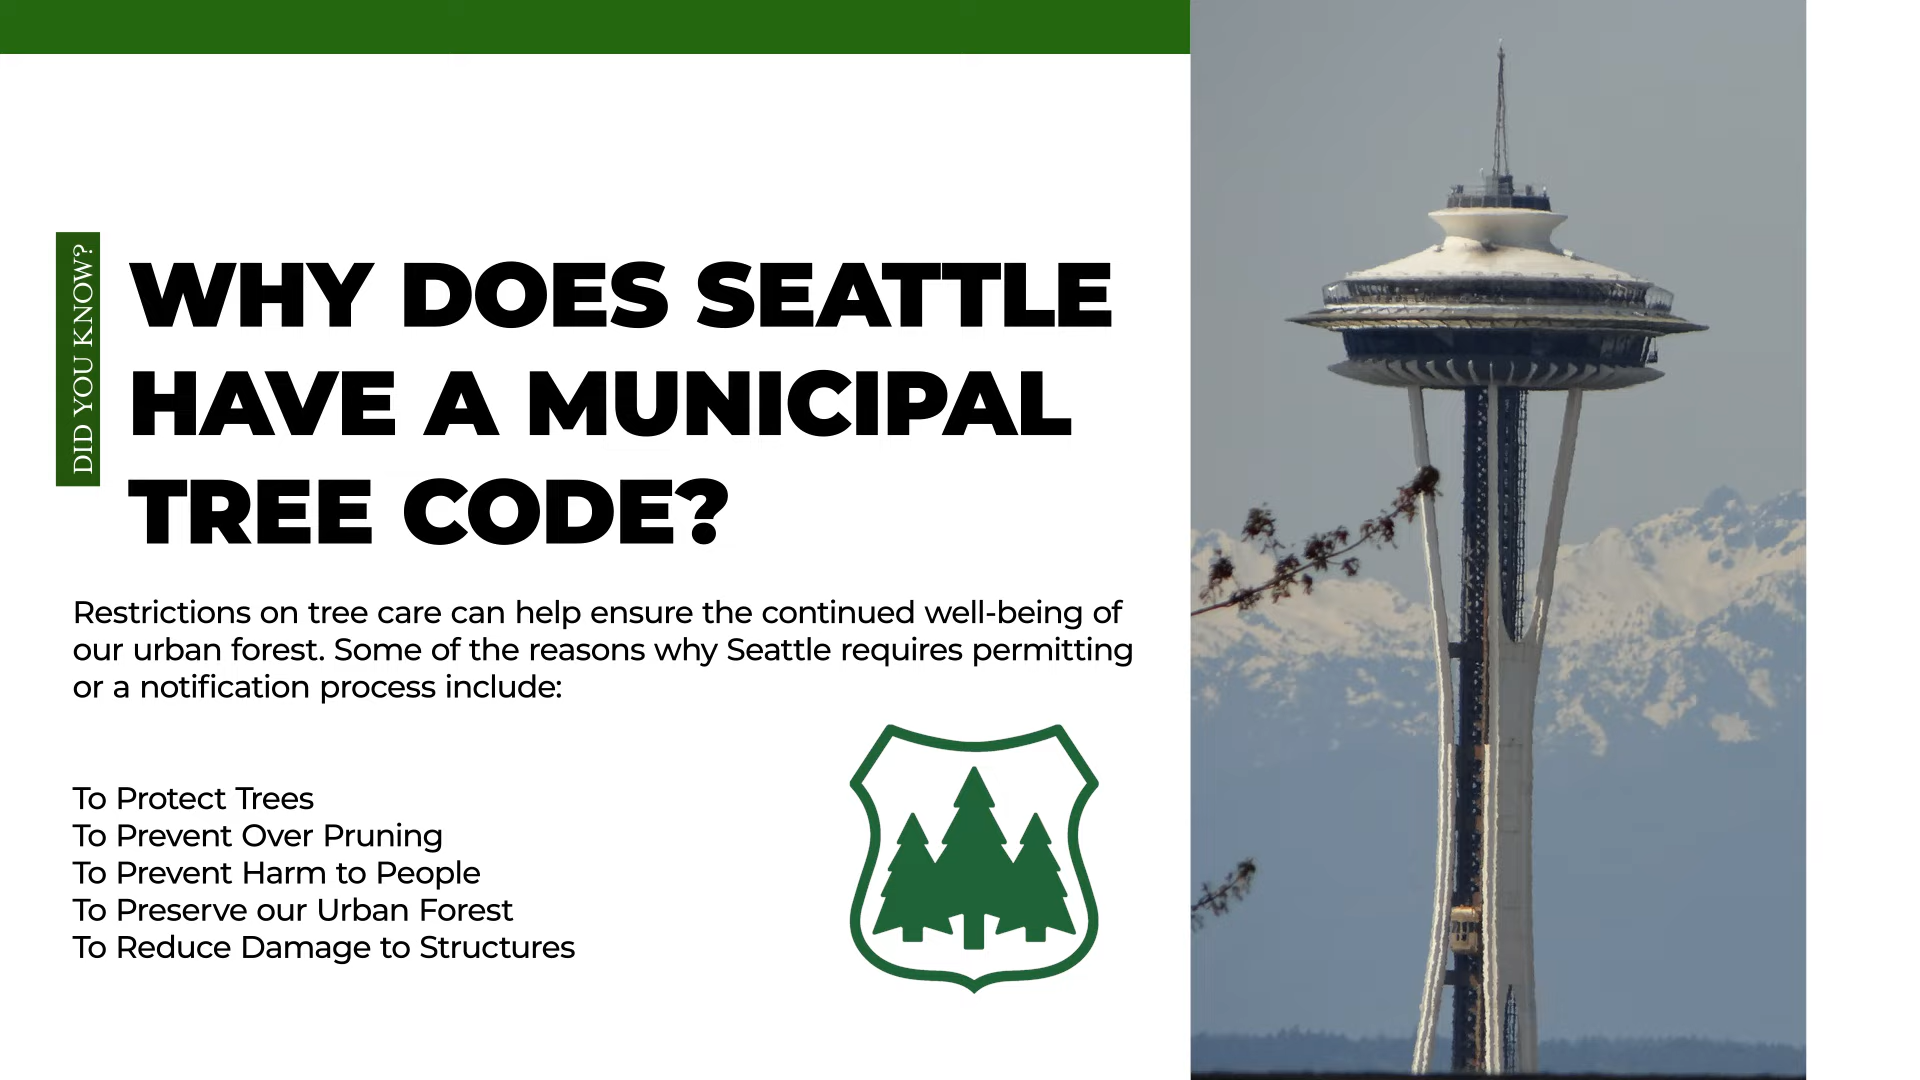 DID YOU KNOW?
WHY DOES SEATTLE
HAVE A MUNICIPAL
TREE CODE?
Restrictions on tree care can help ensure the continued well-being of
our urban forest. Some of the reasons why Seattle requires permitting
or a notification process include:
To Protect Trees
To Prevent Over Pruning
To Prevent Harm to People
To Preserve our Urban Forest
To Reduce Damage to Structures